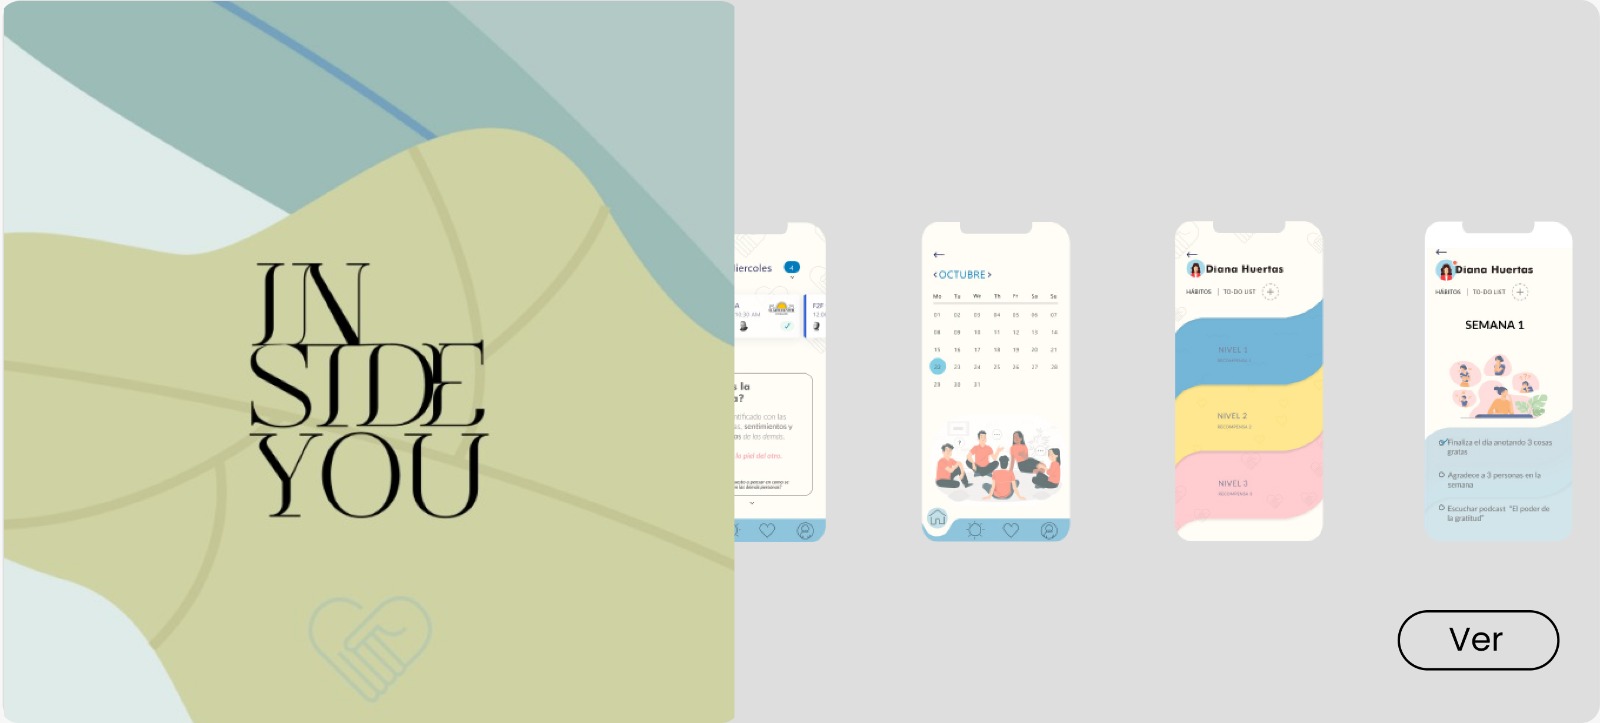 IN
SIDE
YOU
iercoles
4
10:30 AM
F2F
12:00
s la
a?
ntificado con las
as, sentimientos y
os de los demás.
la piel del otro.
< OCTUBRE >
Mo Tu We Th Fr Sa Su
01 02 03 04 05 06 07
08 09 10 11 12 13 14
15 16 17 18 19 20 21
22 23 24 25 26 27 28
29 30 31
Diana Huertas
HÁBITOS | TO-DO LIST +
NIVEL 1
RECOMPENSA 1
NIVEL 2
RECOMPENSA 2
NIVEL 3
RECOMPENSA 3
Diana Huertas
HÁBITOS | TO-DO LIST +
SEMANA 1
Finaliza el día anotando 3 cosas
gratas
Agradece a 3 personas en la
semana
Escuchar podcast "El poder de
la gratitud"
Ver